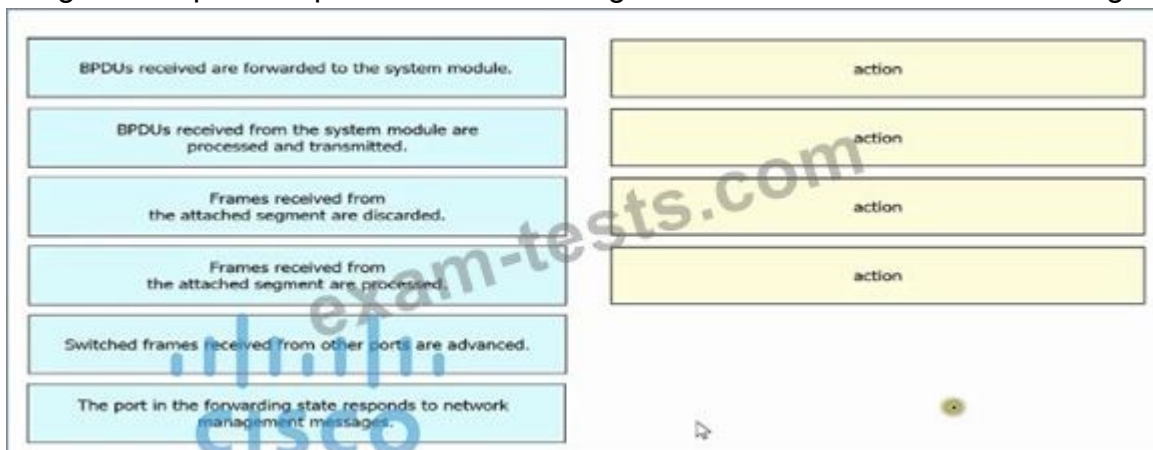 BPDUs received are forwarded to the system module.
action
BPDUs received from the system module are
processed and transmitted.
action
Frames received from
the attached segment are discarded.
action
Frames received from
the attached segment are processed.
action
Switched frames received from other ports are advanced.
The port in the forwarding state responds to network
management messages.
exam-tests.com
cisco